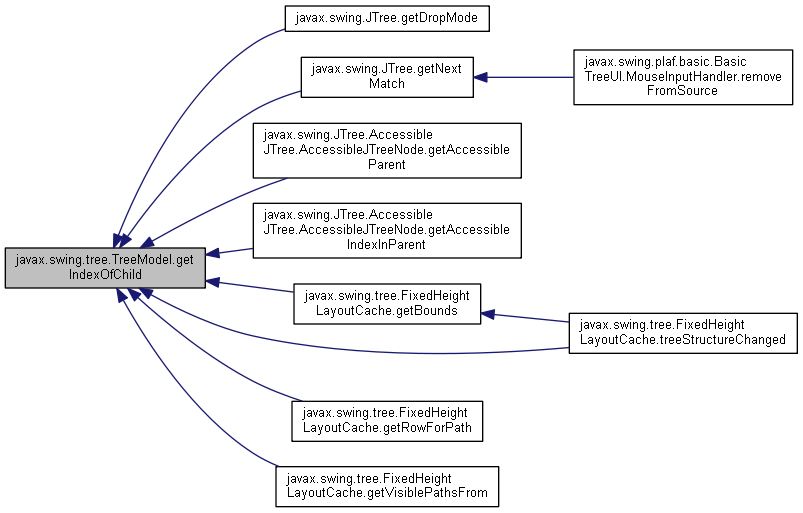 javax.swing.JTree.getDropMode
javax.swing.JTree.getNext
Match
javax.swing.plaf.basic.Basic
TreeUI.MouseInputHandler.remove
FromSource
javax.swing.JTree.Accessible
JTree.AccessibleJTreeNode.getAccessible
Parent
javax.swing.JTree.Accessible
JTree.AccessibleJTreeNode.getAccessible
IndexInParent
javax.swing.tree.TreeModel.get
IndexOfChild
javax.swing.tree.FixedHeight
LayoutCache.getBounds
javax.swing.tree.FixedHeight
LayoutCache.treeStructureChanged
javax.swing.tree.FixedHeight
LayoutCache.getRowForPath
javax.swing.tree.FixedHeight
LayoutCache.getVisiblePathsFrom